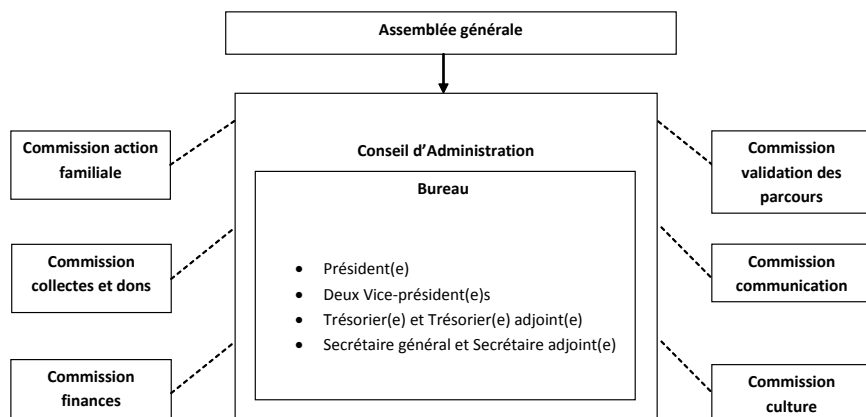 Assemblée générale
Commission action
familiale
Conseil d’Administration
Commission
validation des
parcours
Bureau
Commission
collectes et dons
Commission
communication
• Président(e)
• Deux Vice-président(e)s
• Trésorier(e) et Trésorier(e) adjoint(e)
• Secrétaire général et Secrétaire adjoint(e)
Commission
finances
Commission
culture